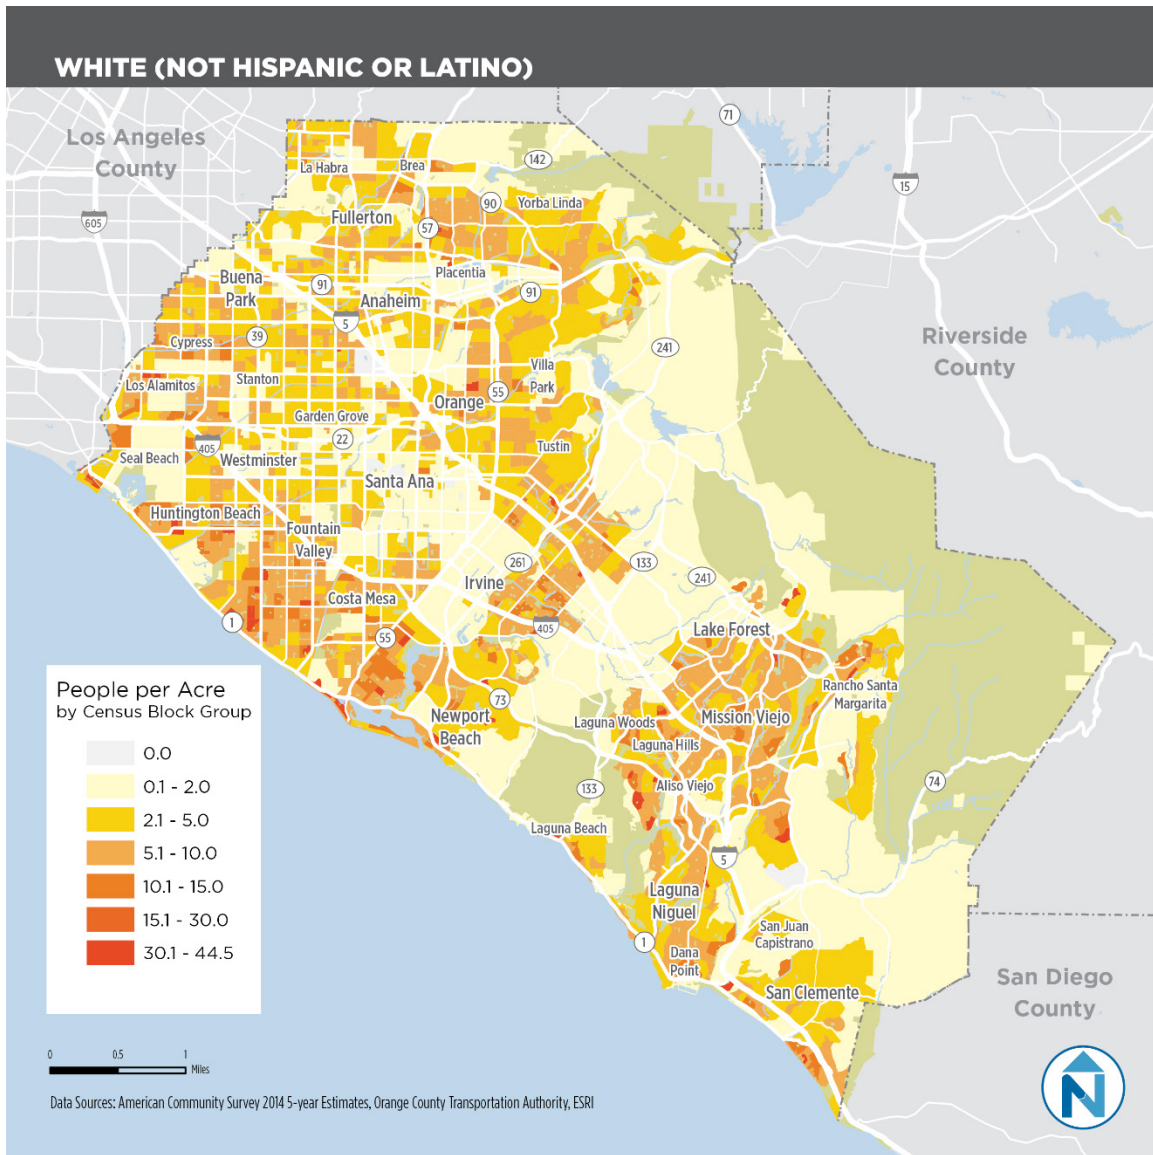 WHITE (NOT HISPANIC OR LATINO)
Los Angeles
County
71
142
15
La Habra
Brea
605
90
Yorba Linda
Fullerton
57
Placentia
Buena
Park
91
Anaheim
91
5
Riverside
County
Cypress
39
241
Los Alamitos
Stanton
Villa
Park
55
Orange
Garden Grove
22
405
Tustin
Seal Beach
Westminster
Santa Ana
Huntington Beach
Fountain
Valley
261
133
241
Irvine
Costa Mesa
1
405
55
Lake Forest
Rancho Santa
Margarita
73
Newport
Beach
Laguna Woods
Mission Viejo
Laguna Hills
133
Aliso Viejo
74
Laguna Beach
5
Laguna
Niguel
San Juan
Capistrano
1
Dana
Point
San Clemente
San Diego
County
People per Acre
by Census Block Group
0.0
0.1 - 2.0
2.1 - 5.0
5.1 - 10.0
10.1 - 15.0
15.1 - 30.0
30.1 - 44.5
0 0.5 1
Miles
N
Data Sources: American Community Survey 2014 5-year Estimates, Orange County Transportation Authority, ESRI